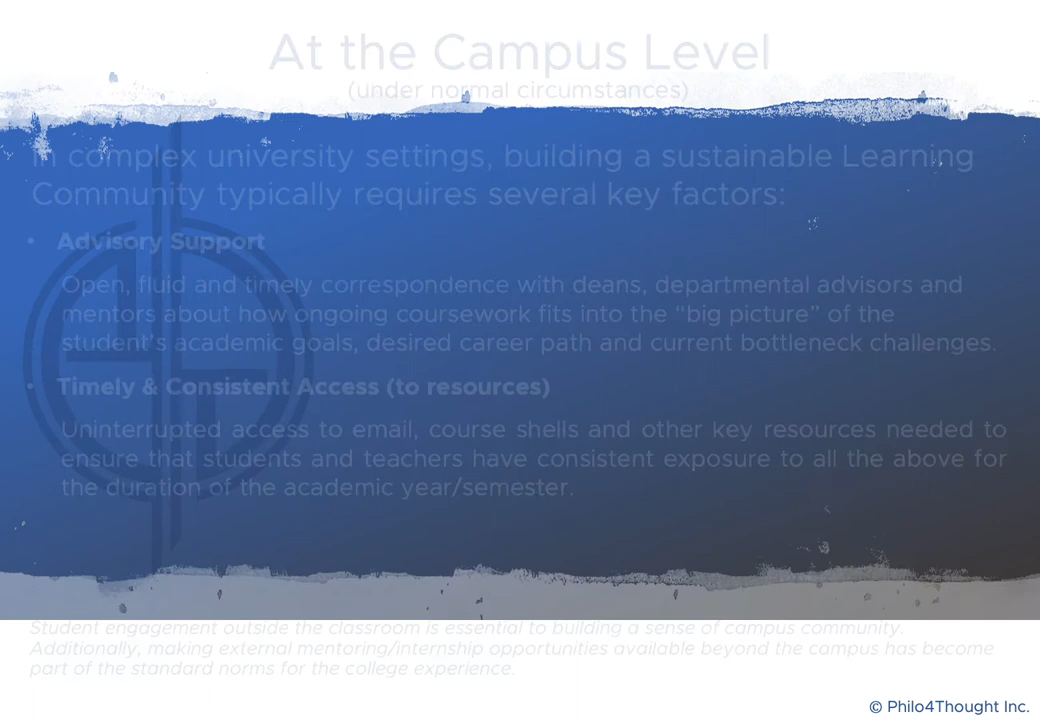 At the Campus Level
(under normal circumstances)
In complex university settings, building a sustainable Learning
Community typically requires several key factors:
• Advisory Support
Open, fluid and timely correspondence with deans, departmental advisors and
mentors about how ongoing coursework fits into the “big picture” of the
student’s academic goals, desired career path and current bottleneck challenges.
• Timely & Consistent Access (to resources)
Uninterrupted access to email, course shells and other key resources needed to
ensure that students and teachers have consistent exposure to all the above for
the duration of the academic year/semester.
Student engagement outside the classroom is essential to building a sense of campus community.
Additionally, making external mentoring/internship opportunities available beyond the campus has become
part of the standard norms for the college experience.
© Philo4Thought Inc.